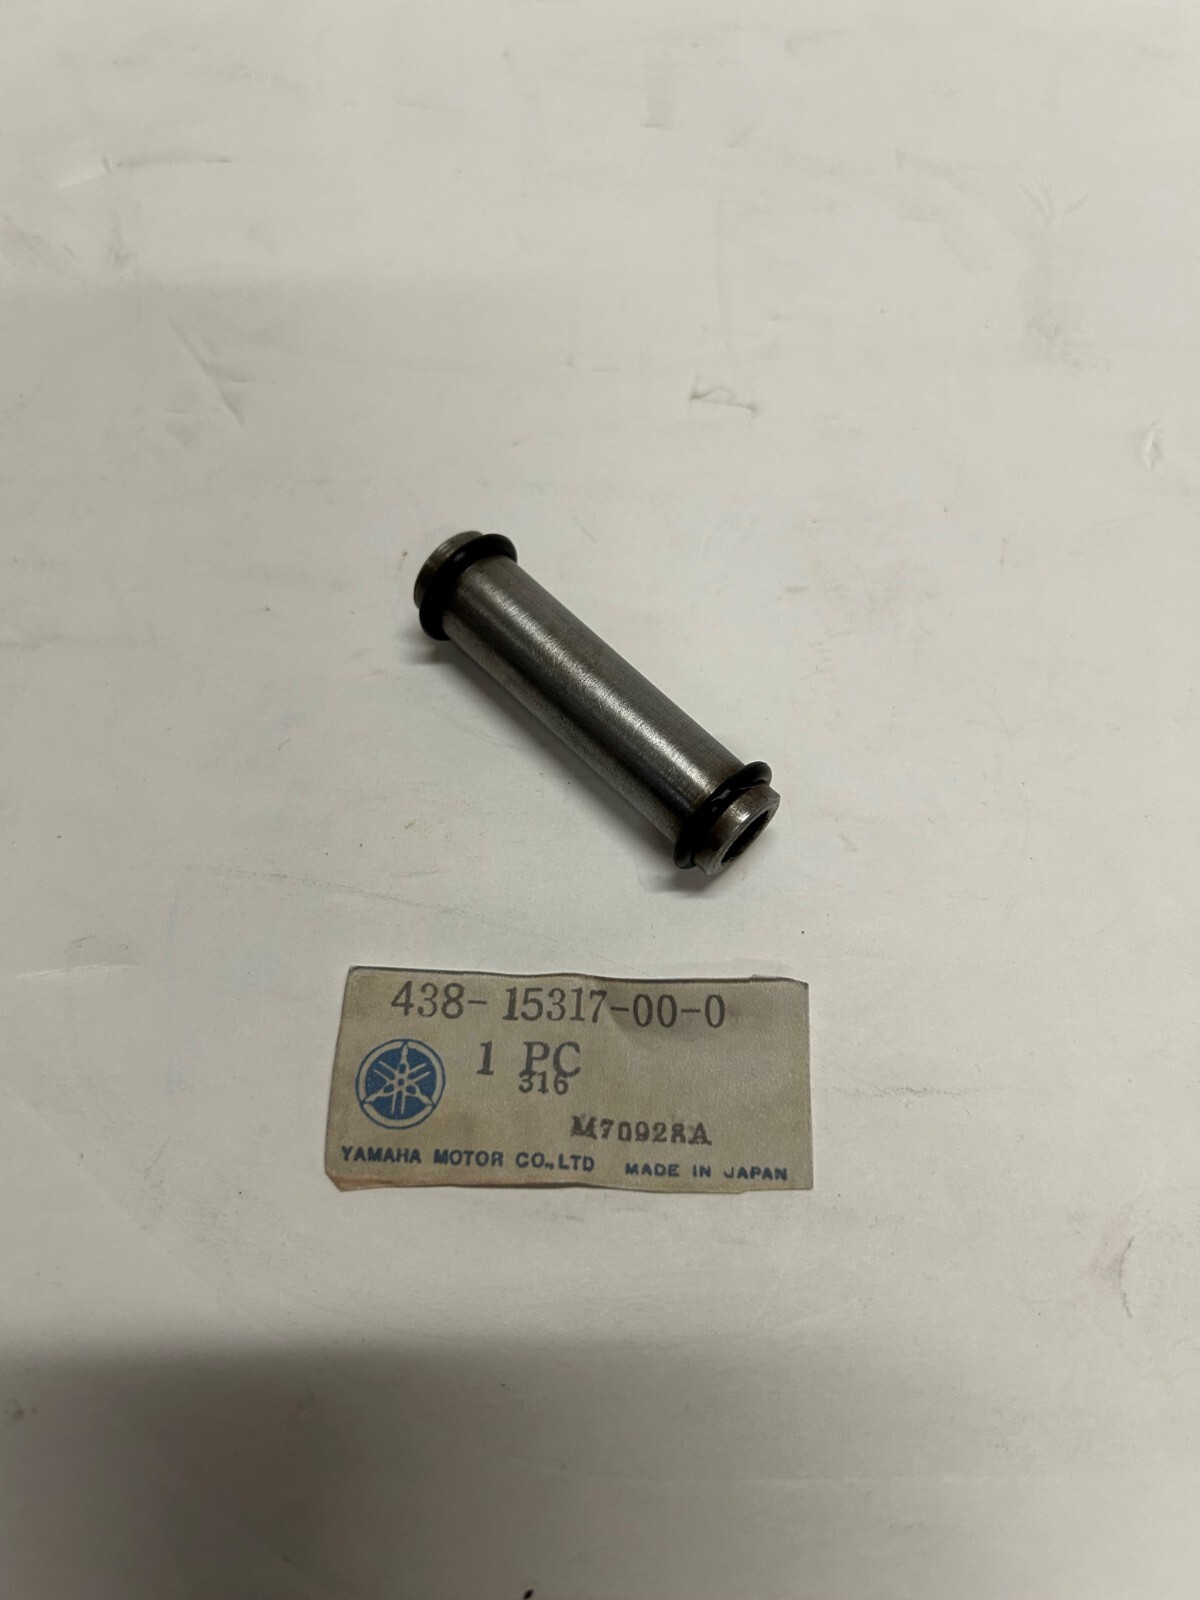 438-15317-00-0
1 PC
316
M70928A
YAMAHA MOTOR CO., LTD MADE IN JAPAN